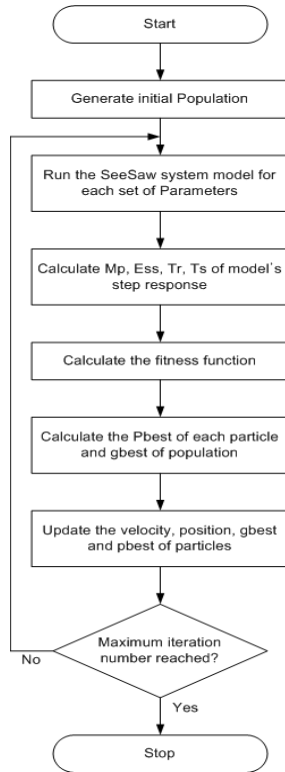 Start
Generate initial Population
Run the SeeSaw system model for
each set of Parameters
Calculate Mp, Ess, Tr, Ts of model's
step response
Calculate the fitness function
Calculate the Pbest of each particle
and gbest of population
Update the velocity, position, gbest
and pbest of particles
Maximum iteration
number reached?
No
Yes
Stop